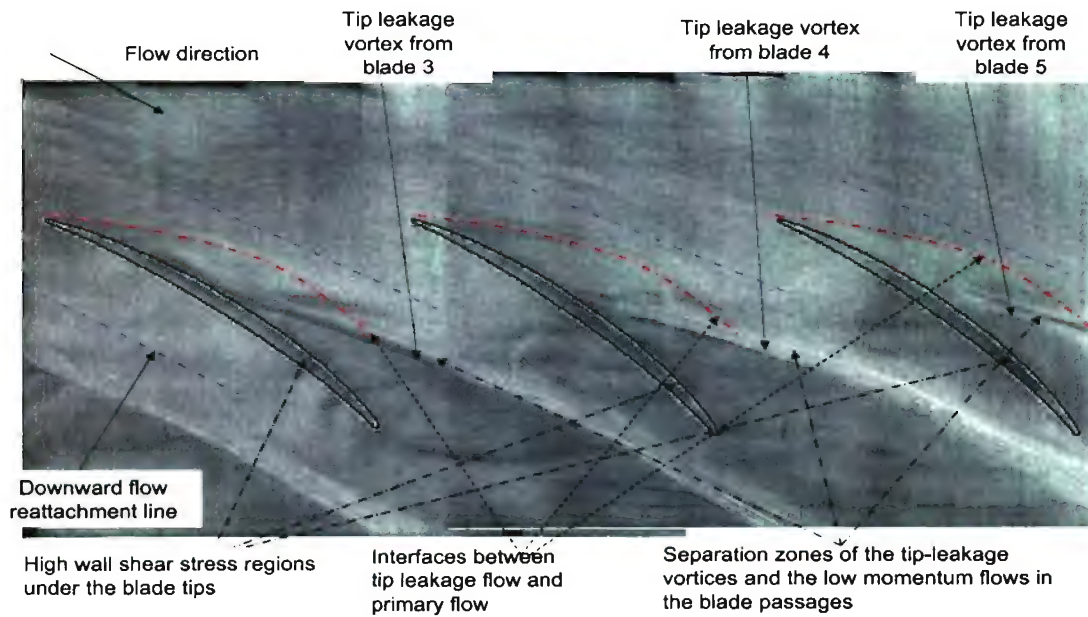 Flow direction
Tip leakage
vortex from
blade 3
Tip leakage vortex
from blade 4
Tip leakage
vortex from
blade 5
Downward flow
reattachment line
High wall shear stress regions
under the blade tips
Interfaces between
tip leakage flow and
primary flow
Separation zones of the tip-leakage
vortices and the low momentum flows in
the blade passages